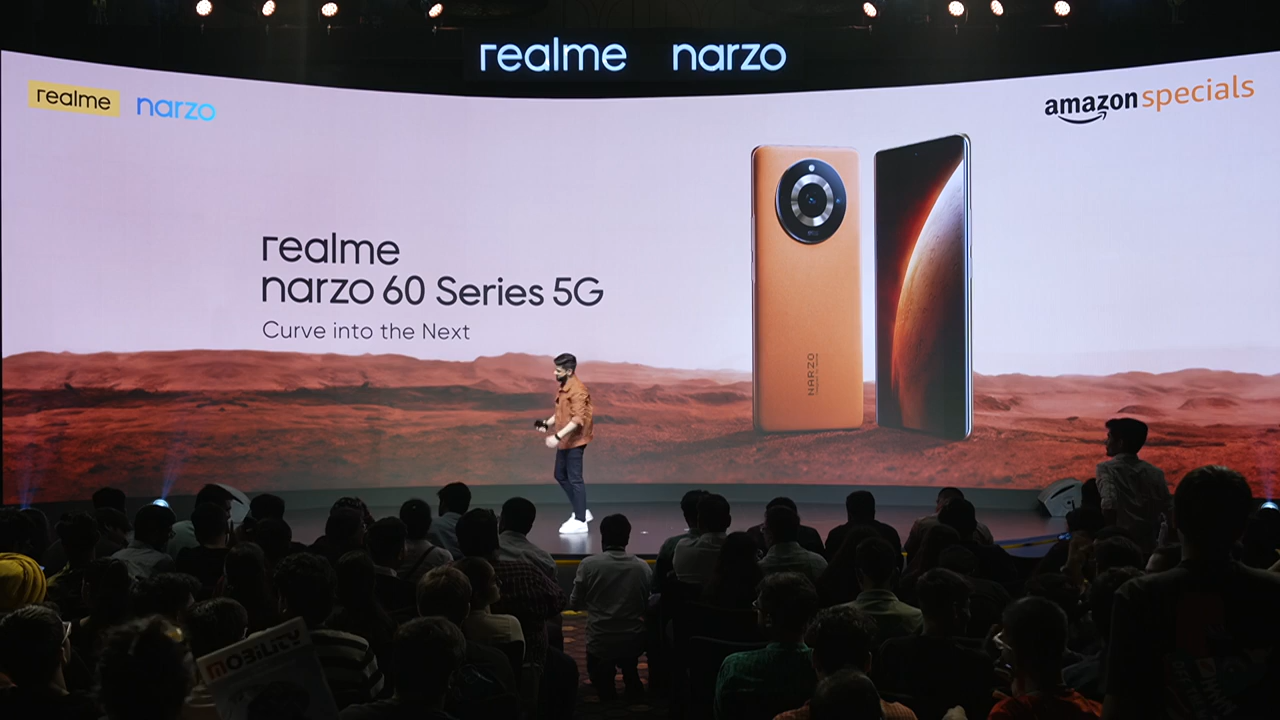 realme narzo
realme narzo
amazon specials
realme
narzo 60 Series 5G
Curve into the Next
NARZO
MOBILITY